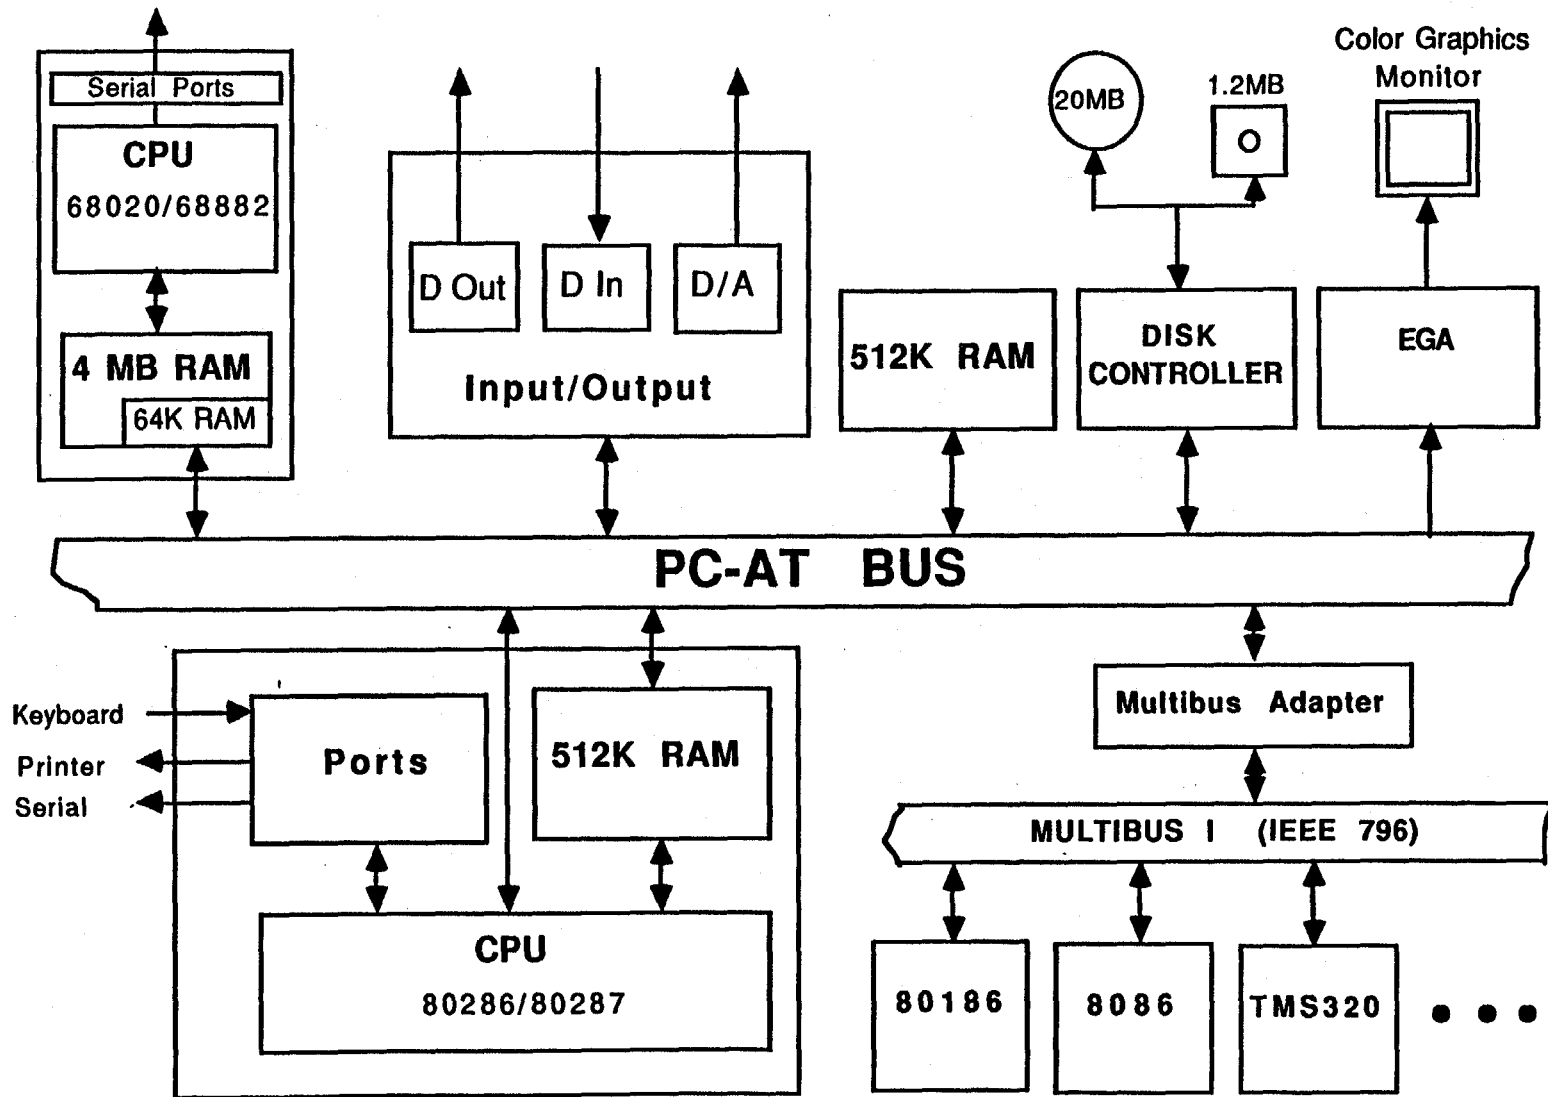 Serial Ports
CPU
68020/68882
4 MB RAM
64K RAM
D Out
D In
D/A
Input/Output
512K RAM
20MB
1.2MB
DISK
CONTROLLER
Color Graphics
Monitor
EGA
PC-AT BUS
Keyboard
Printer
Serial
Ports
512K RAM
CPU
80286/80287
Multibus Adapter
MULTIBUS I (IEEE 796)
80186
8086
TMS320